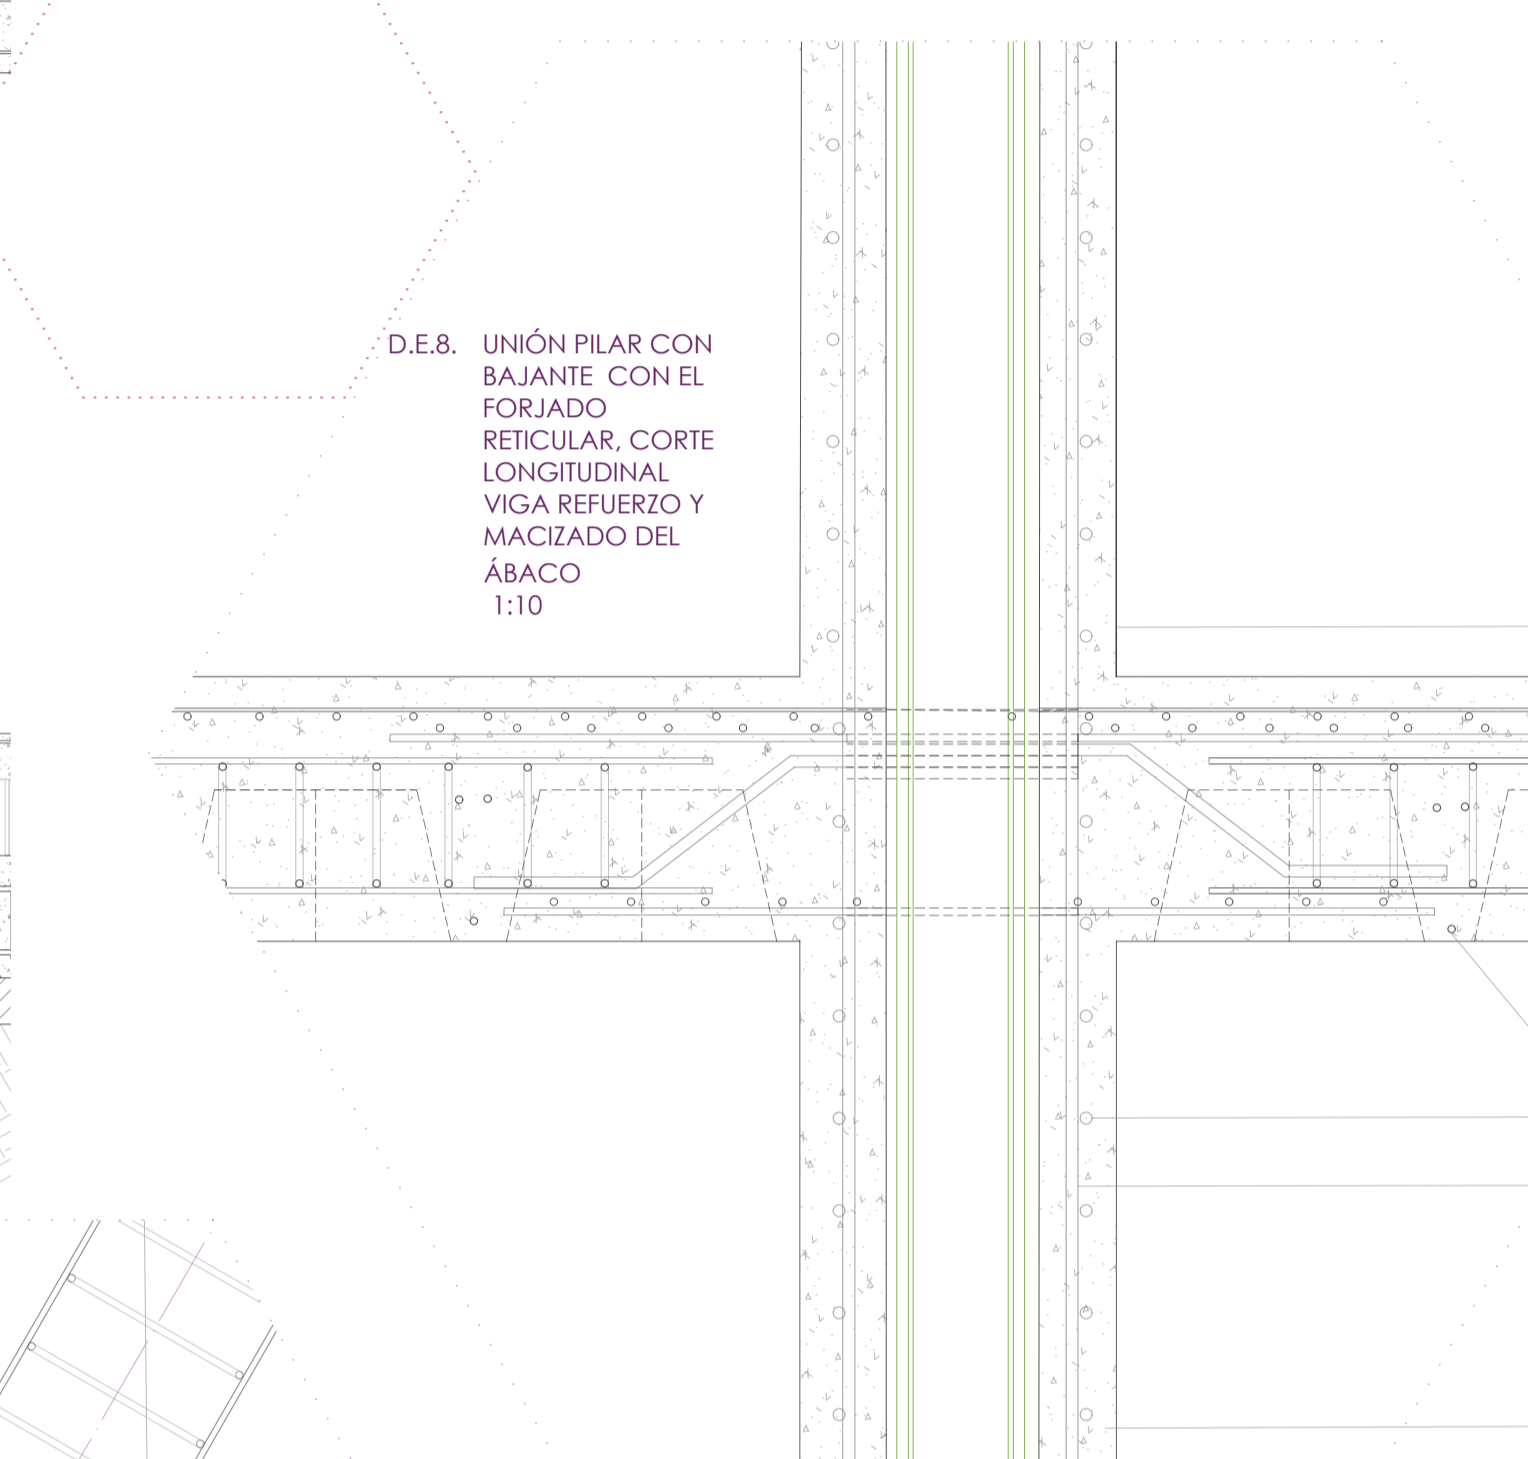 D.E.8. UNIÓN PILAR CON
BAJANTE CON EL
FORJADO
RETICULAR, CORTE
LONGITUDINAL
VIGA REFUERZO Y
MACIZADO DEL
ÁBACO
1:10